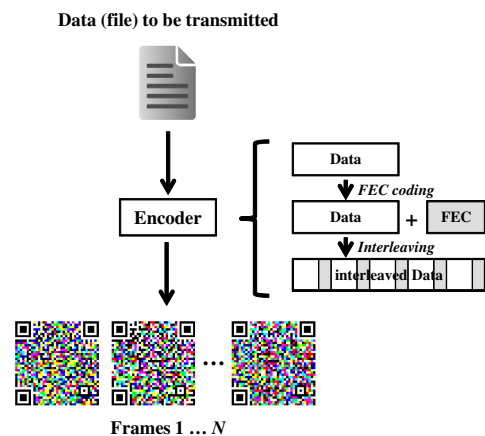 Data (file) to be transmitted
Encoder
Data
FEC coding
Data + FEC
Interleaving
interleaved Data
...
Frames 1 ... N